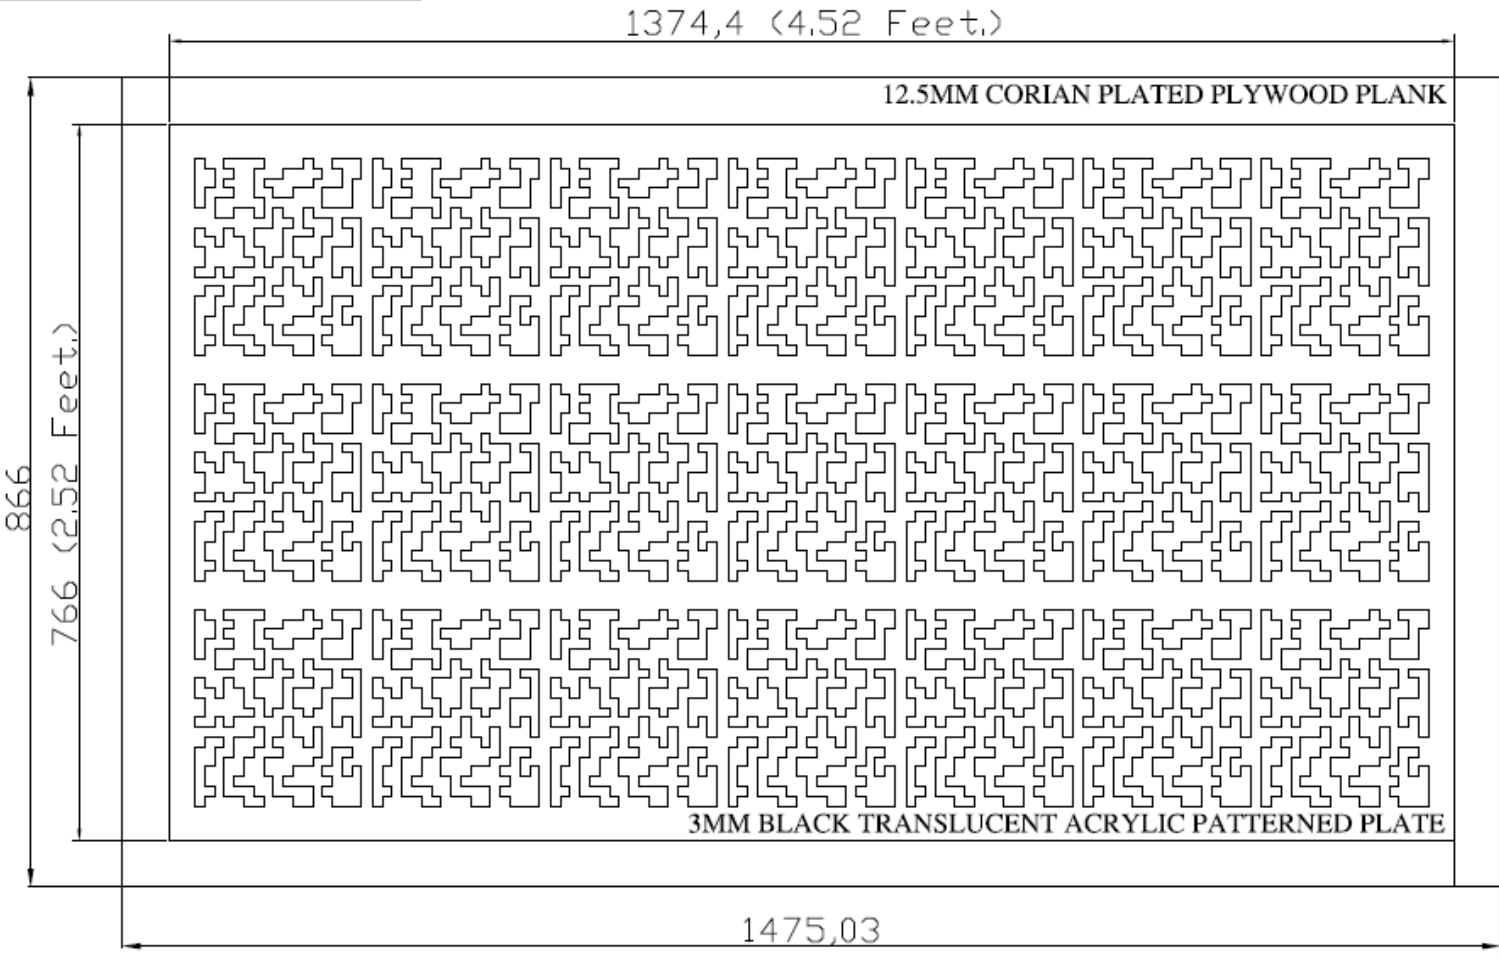 1374,4 (4.52 Feet.)
12.5MM CORIAN PLATED PLYWOOD PLANK
866
766 (2.52 Feet.)
3MM BLACK TRANSLUCENT ACRYLIC PATTERNED PLATE
1475,03